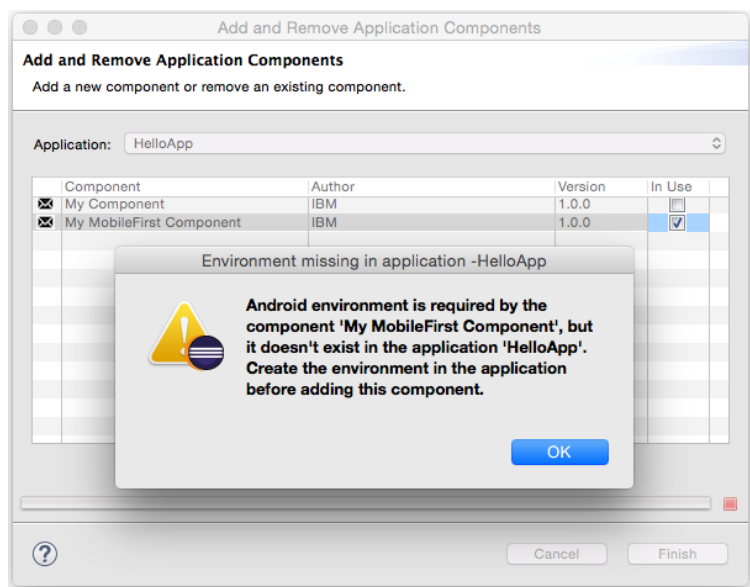 Add and Remove Application Components
Add and Remove Application Components
Add a new component or remove an existing component.
Application: HelloApp
Component Author Version In Use
My Component IBM 1.0.0
My MobileFirst Component IBM 1.0.0
Environment missing in application -HelloApp
Android environment is required by the
component 'My MobileFirst Component', but
it doesn't exist in the application 'HelloApp'.
Create the environment in the application
before adding this component.
OK
?
Cancel Finish